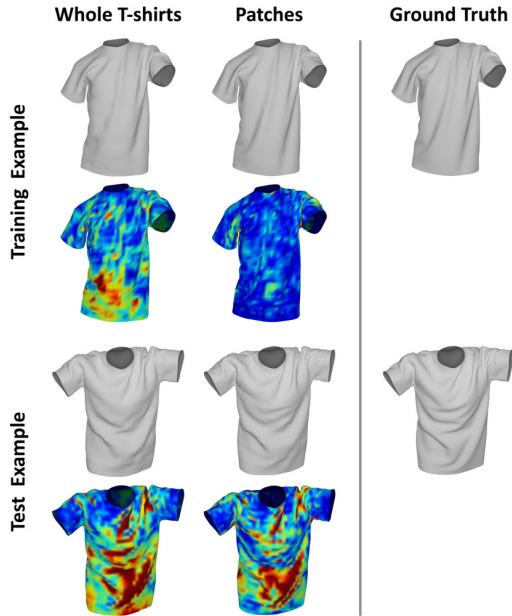 Whole T-shirts
Patches
Ground Truth
Training Example
Test Example